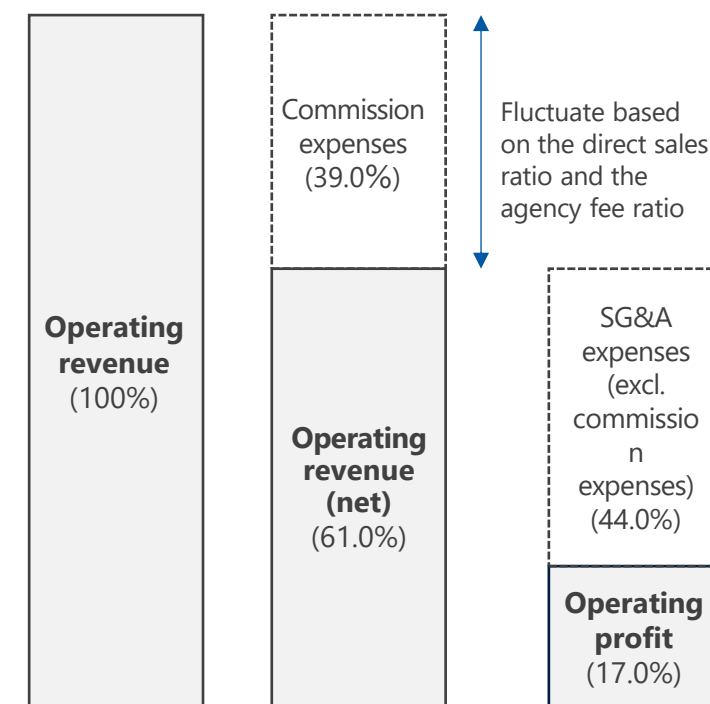 Operating
revenue
(100%)
Commission
expenses
(39.0%)
Operating
revenue
(net)
(61.0%)
Fluctuate based
on the direct sales
ratio and the
agency fee ratio
SG&A
expenses
(excl.
commissio
n
expenses)
(44.0%)
Operating
profit
(17.0%)